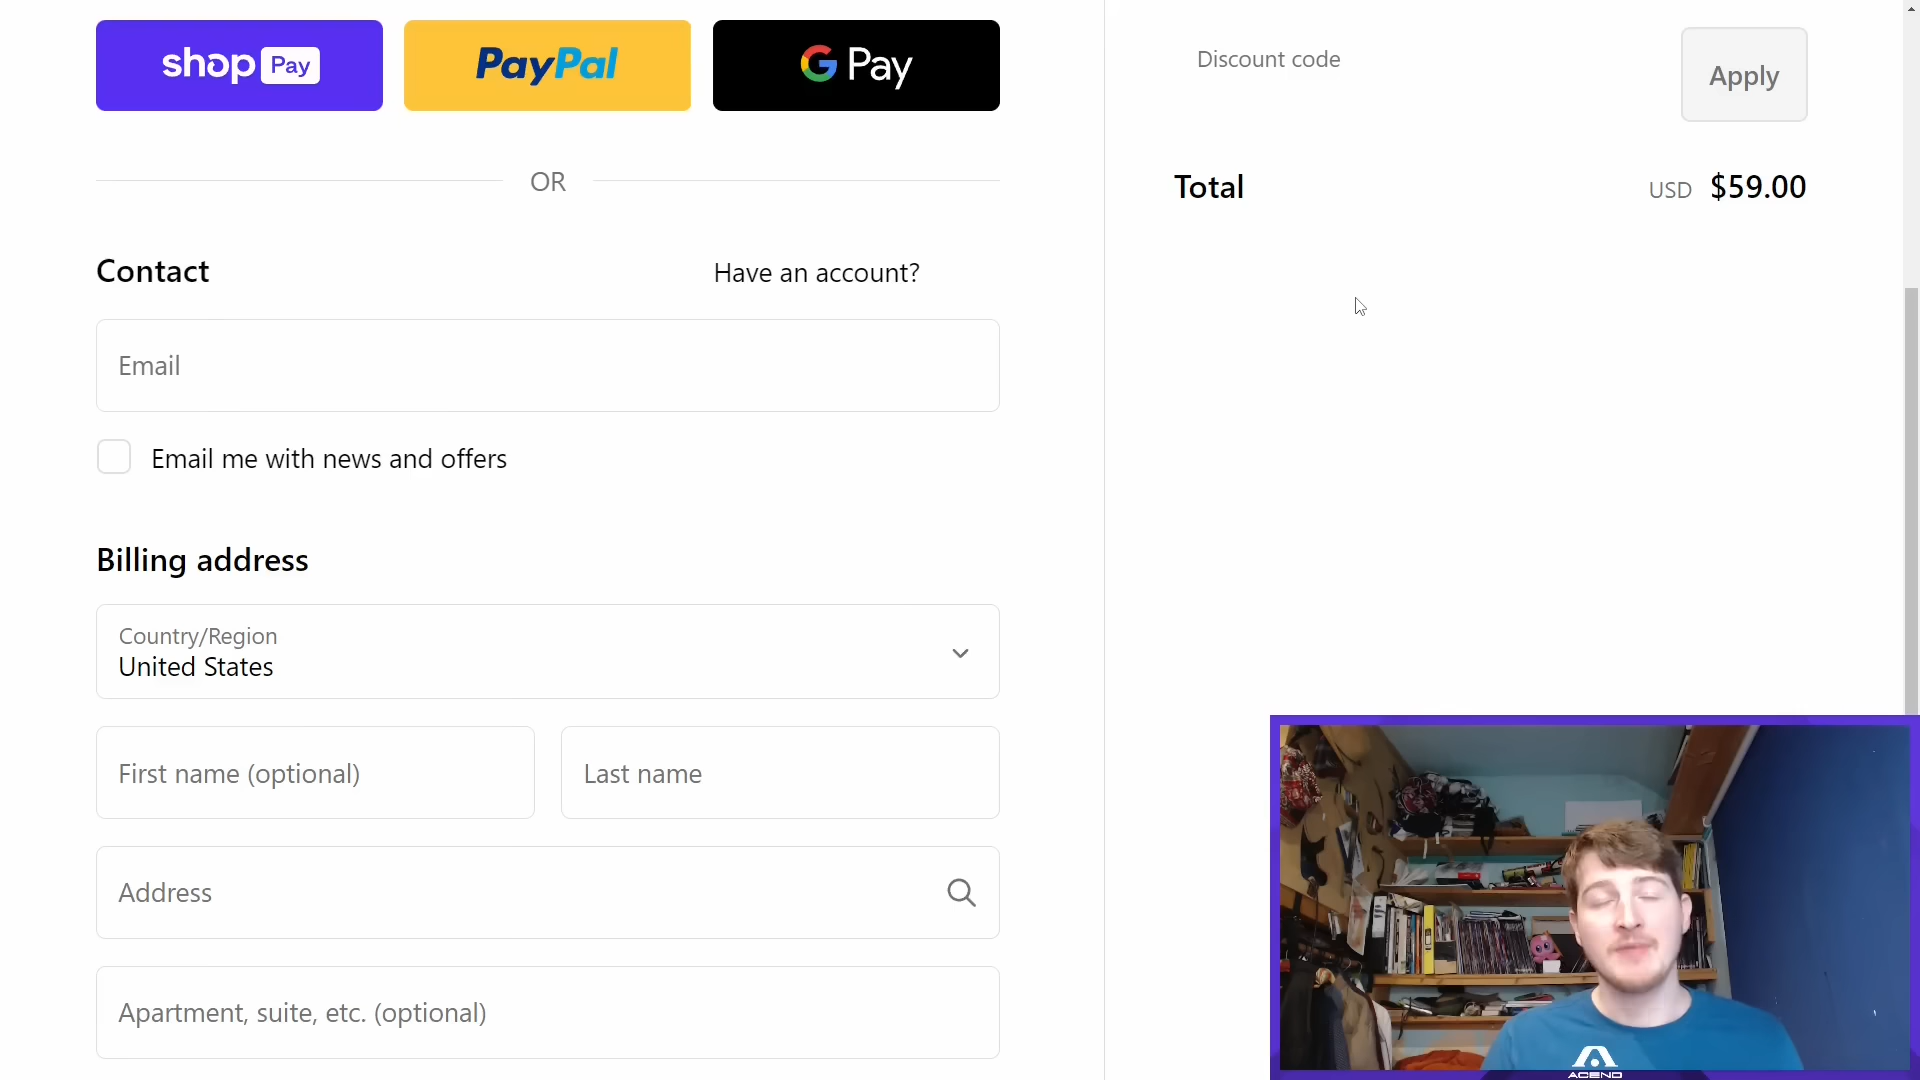 shop Pay
PayPal
G Pay
OR
Contact
Have an account?
Email
Email me with news and offers
Billing address
Country/Region
United States
First name (optional)
Last name
Address
Apartment, suite, etc. (optional)
Discount code
Apply
Total
USD $59.00
ACEND